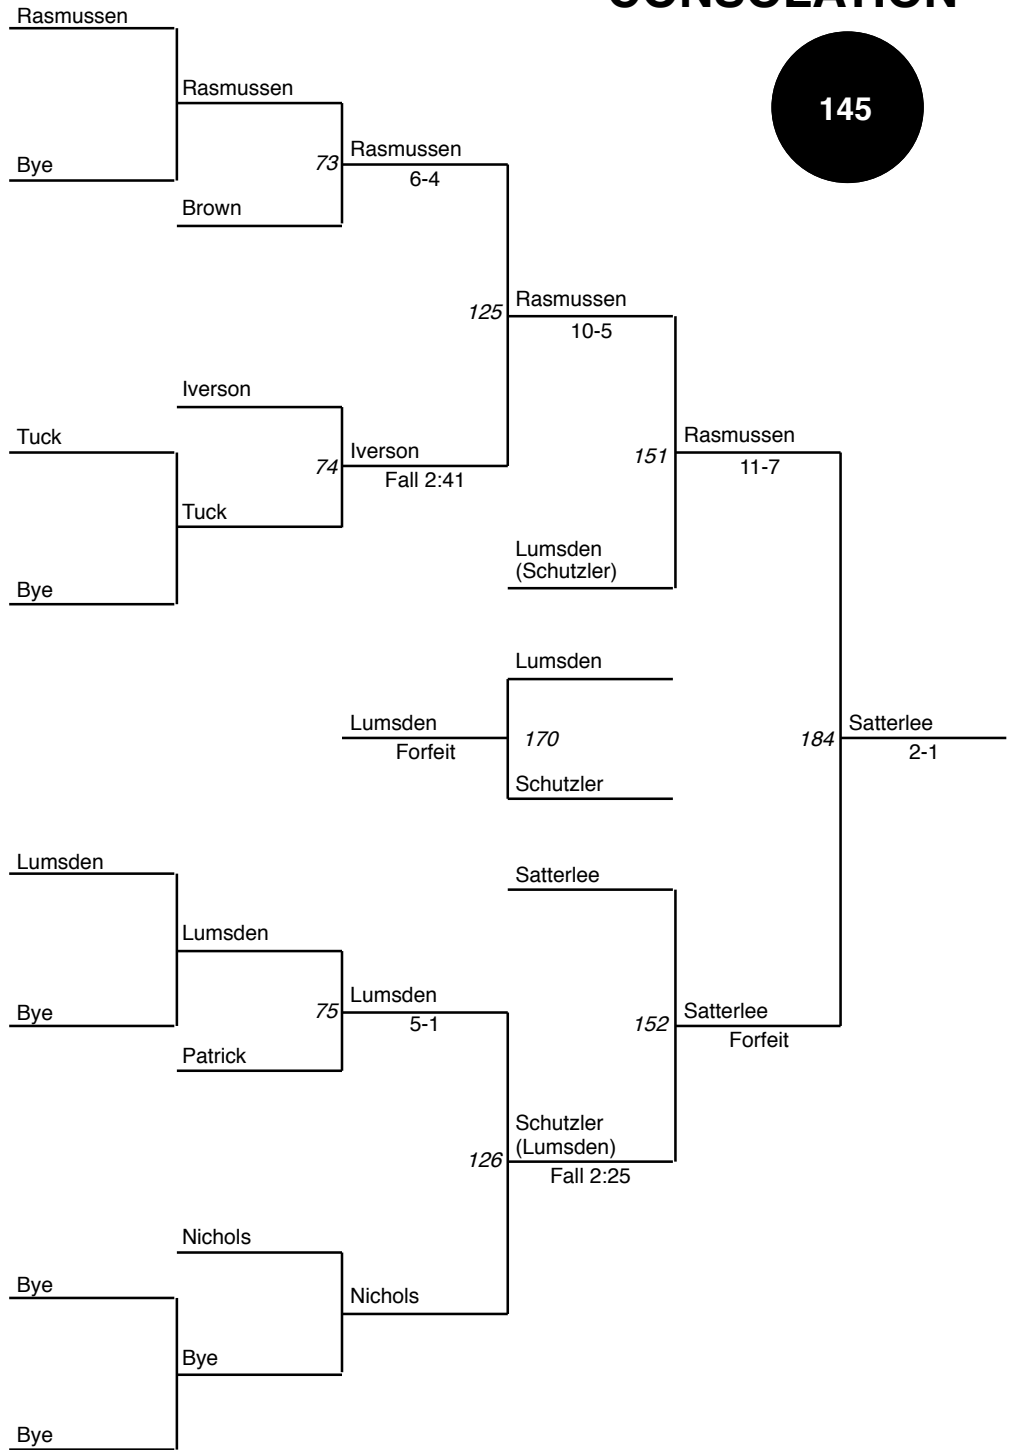 CONSOLATION
Rasmussen
145
Rasmussen
Bye
73
Rasmussen
6-4
Brown
125
Rasmussen
10-5
Iverson
Tuck
74
Iverson
Fall 2:41
151
Rasmussen
11-7
Tuck
Lumsden
(Schutzler)
Bye
Lumsden
Lumsden
Forfeit
170
184
Satterlee
2-1
Schutzler
Lumsden
Satterlee
Lumsden
Bye
75
Lumsden
5-1
152
Satterlee
Forfeit
Patrick
126
Schutzler
(Lumsden)
Fall 2:25
Nichols
Bye
Nichols
Bye
Bye